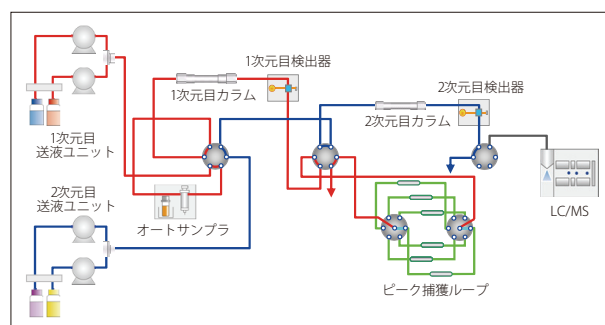 1次元目検出器
1次元目カラム
2次元目検出器
2次元目カラム
1次元目
送液ユニット
2次元目
送液ユニット
オートサンプラ
LC/MS
ピーク捕獲ループ